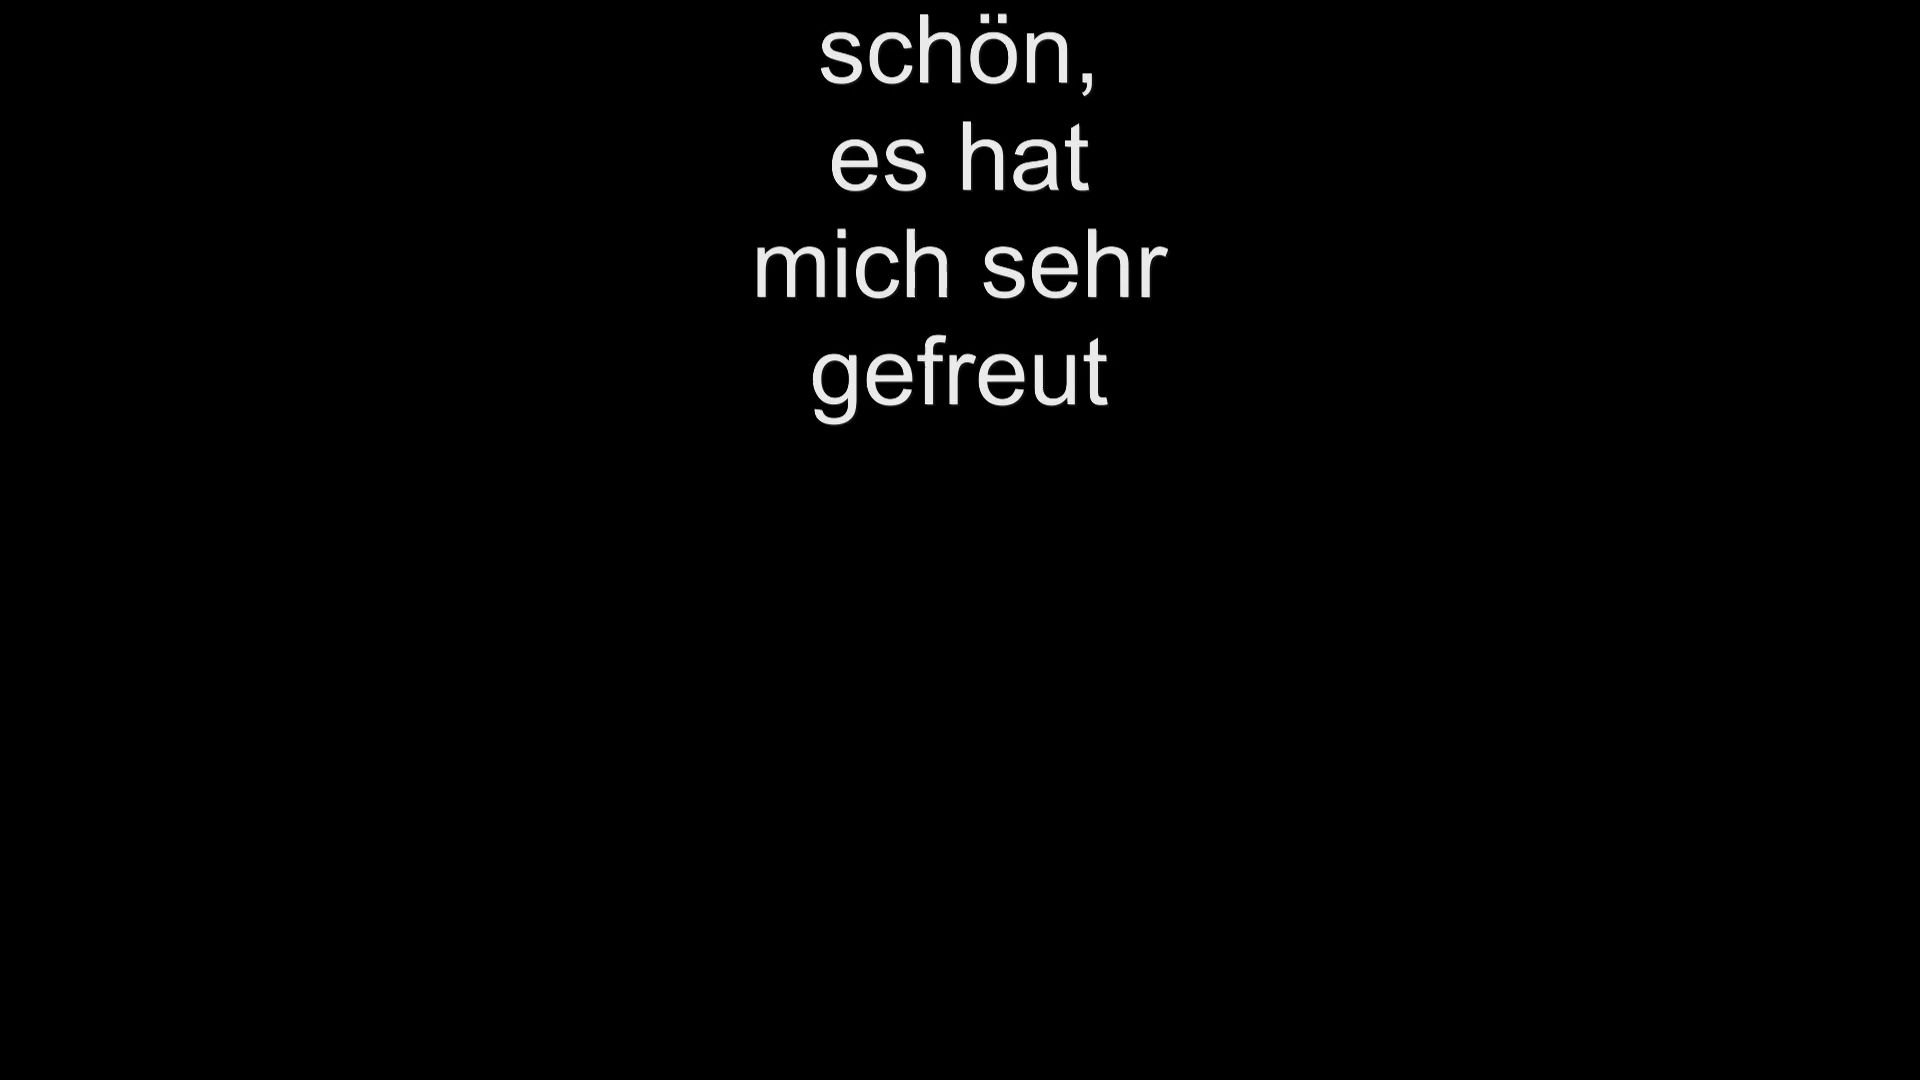 schön,
es hat
mich sehr
gefreut